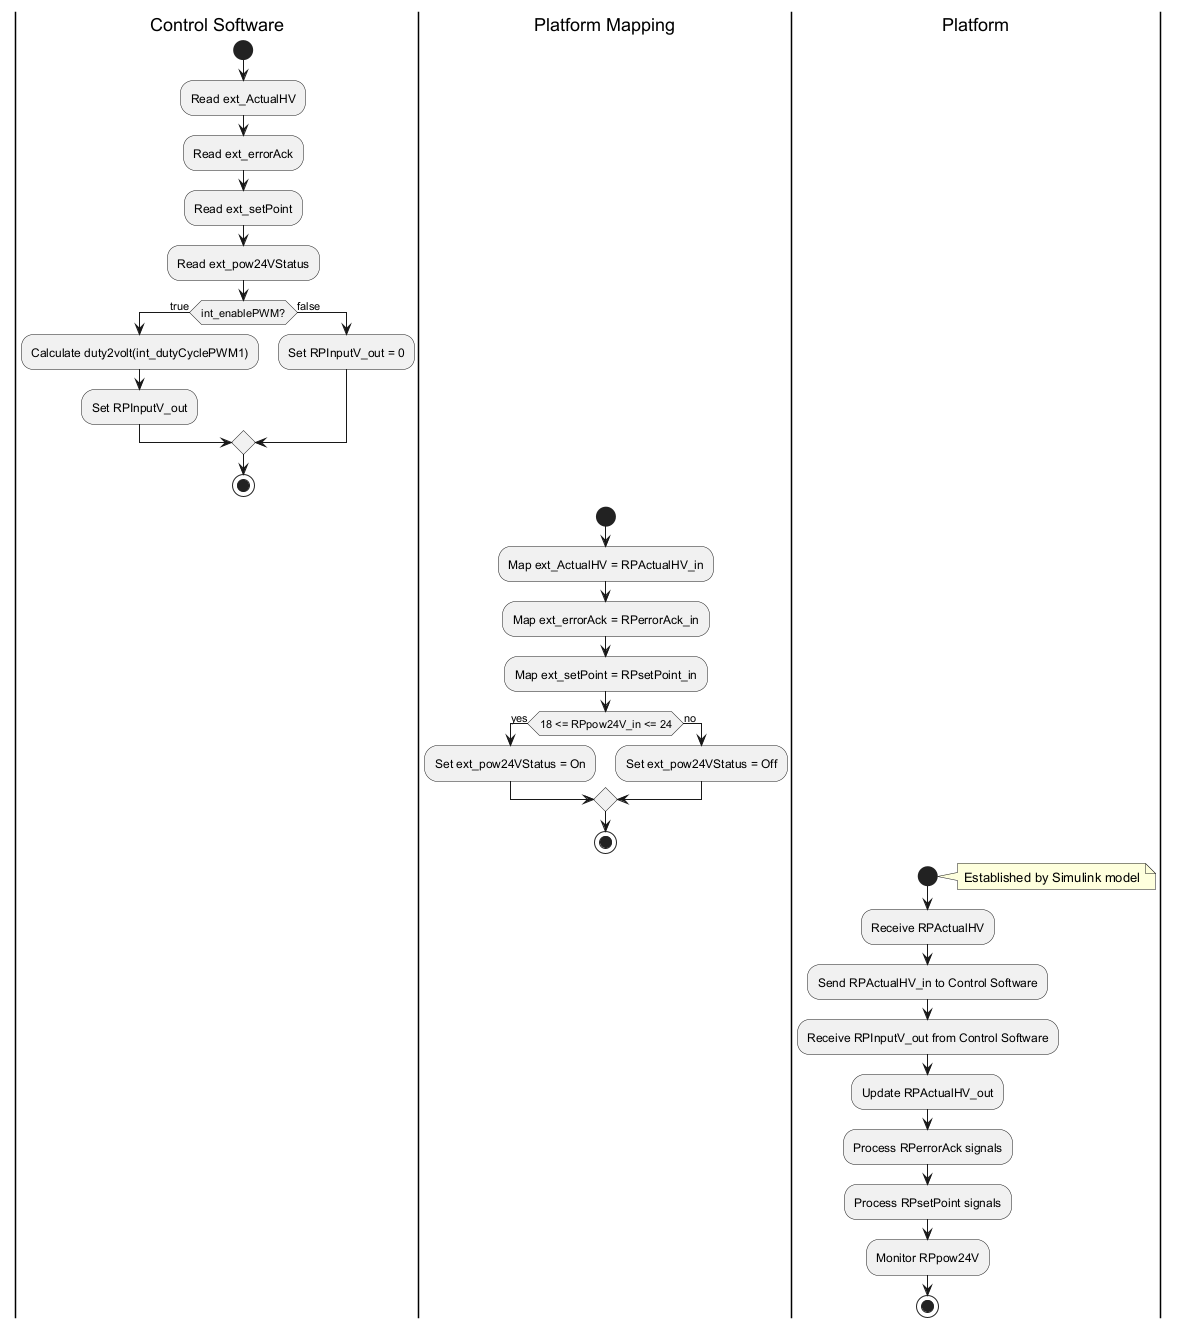 Control Software
Platform Mapping
Platform
Read ext_ActualHV
Read ext_errorAck
Read ext_setPoint
Read ext_pow24VStatus
true
int_enablePWM?
false
Calculate duty2volt(int_dutyCyclePWM1)
Set RPInputV_out = 0
Set RPInputV_out
Map ext_ActualHV = RPActualHV_in
Map ext_errorAck = RPerrorAck_in
Map ext_setPoint = RPsetPoint_in
yes
18 <= RPpow24V_in <= 24
no
Set ext_pow24VStatus = On
Set ext_pow24VStatus = Off
Established by Simulink model
Receive RPActualHV
Send RPActualHV_in to Control Software
Receive RPInputV_out from Control Software
Update RPActualHV_out
Process RPerrorAck signals
Process RPsetPoint signals
Monitor RPpow24V